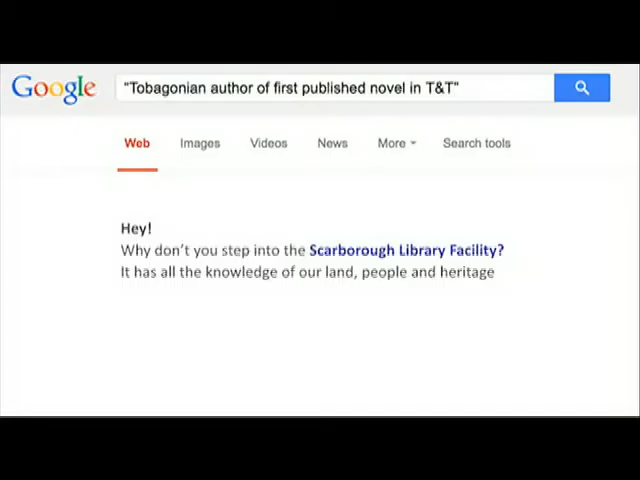 Google "Tobagonian author of first published novel in T&T"
Web Images Videos News More Search tools
Hey!
Why don't you step into the Scarborough Library Facility?
It has all the knowledge of our land, people and heritage